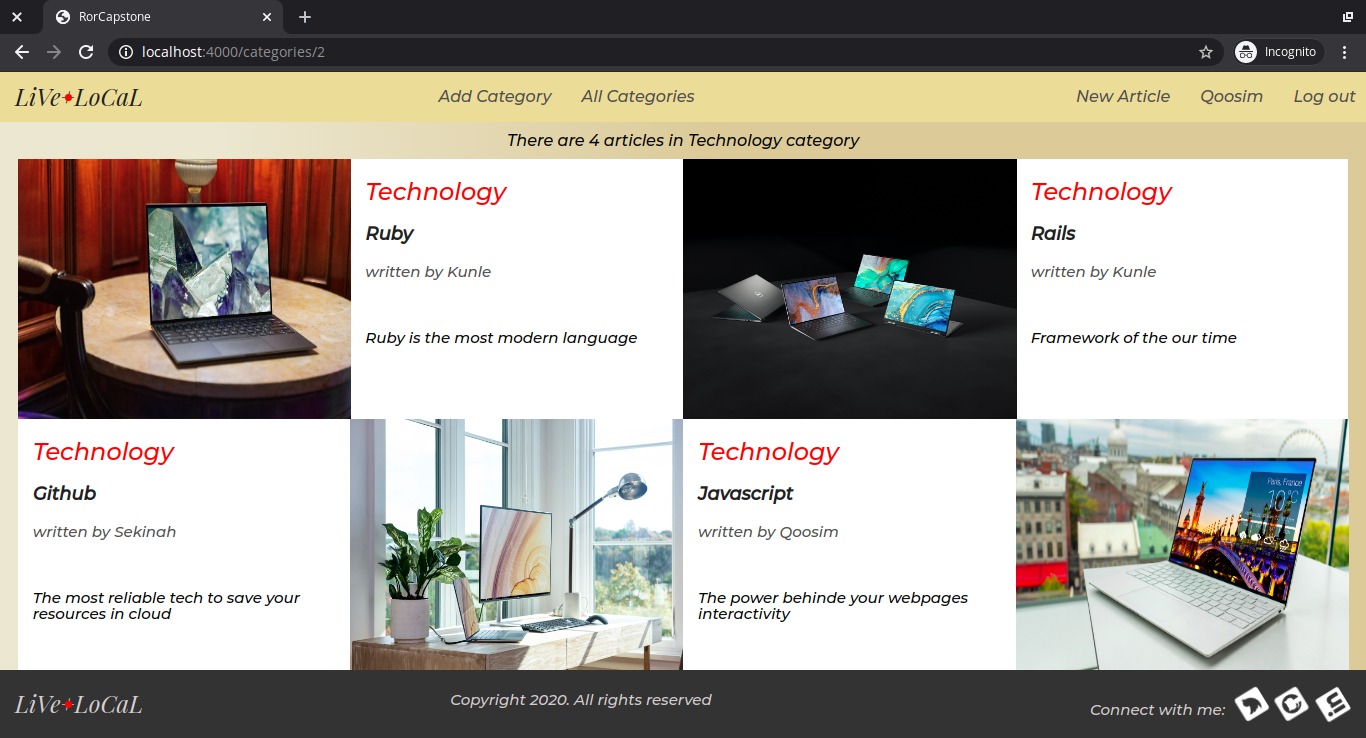 RorCapstone
localhost:4000/categories/2
Incognito
LiVe LoCaL
Add Category
All Categories
New Article
Qoosim
Log out
There are 4 articles in Technology category
Technology
Ruby
written by Kunle
Ruby is the most modern language
Technology
Rails
written by Kunle
Framework of the our time
Technology
Github
written by Sekinah
The most reliable tech to save your
resources in cloud
Technology
Javascript
written by Qoosim
The power behinde your webpages
interactivity
Paris, France
10°C
LiVe LoCaL
Copyright 2020. All rights reserved
Connect with me: